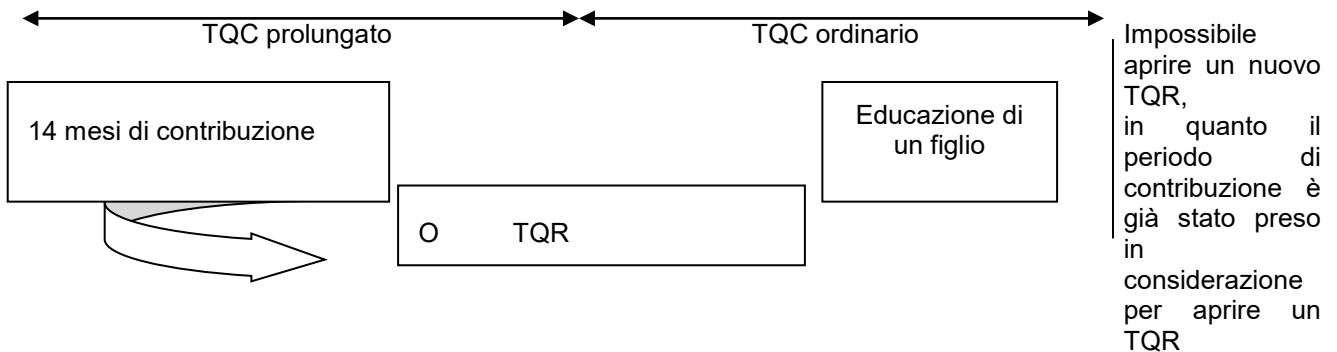 TQC prolungato
TQC ordinario
14 mesi di contribuzione
O TQR
Educazione di
un figlio
Impossibile
aprire un nuovo
TQR,
in quanto il
periodo di
contribuzione è
già stato preso
in
considerazione
per aprire un
TQR